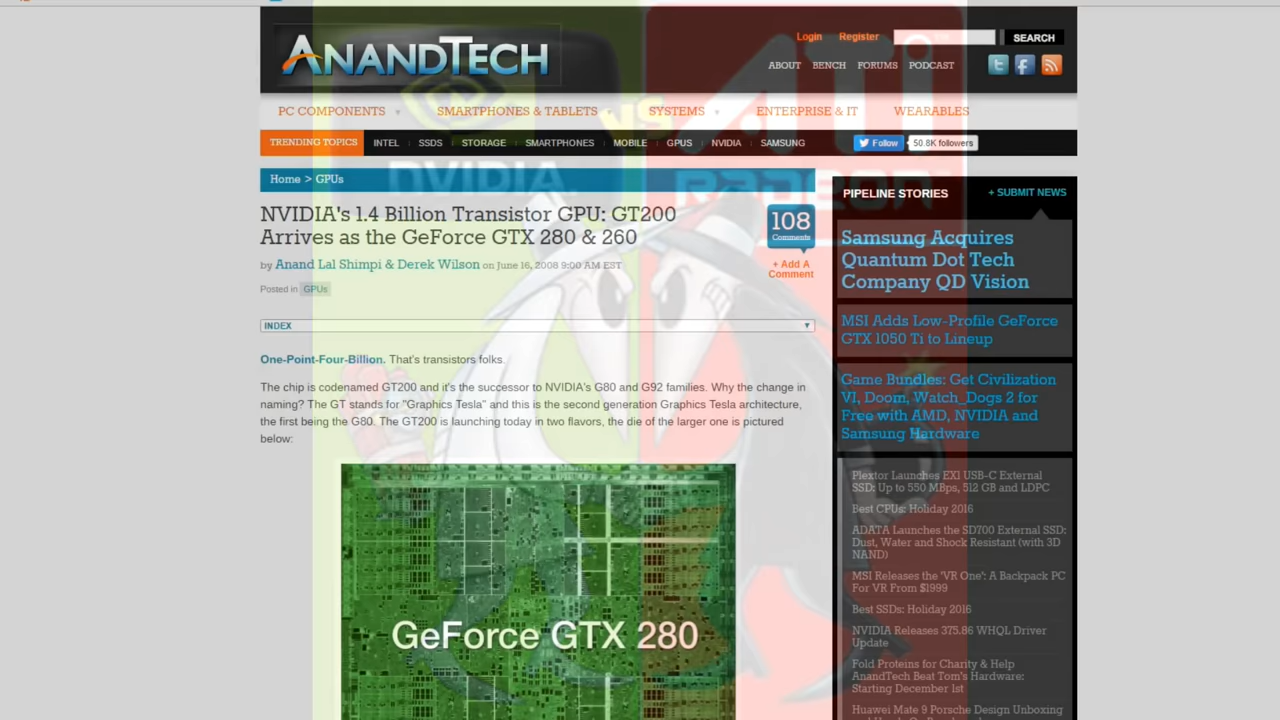 ANANDTECH
Login Register SEARCH
ABOUT BENCH FORUMS PODCAST
PC COMPONENTS SMARTPHONES & TABLETS SYSTEMS ENTERPRISE & IT WEARABLES
TRENDING TOPICS INTEL SSDS STORAGE SMARTPHONES MOBILE GPUS NVIDIA SAMSUNG Follow 50.8K followers
VS
ATI
NVIDIA
RADEON
Home > GPUs
NVIDIA's 1.4 Billion Transistor GPU: GT200
Arrives as the GeForce GTX 280 & 260
by Anand Lal Shimpi & Derek Wilson on June 16, 2008 9:00 AM EST
Posted in GPUs
108
Comments
+ Add A
Comment
INDEX
One-Point-Four-Billion. That's transistors folks.
The chip is codenamed GT200 and it's the successor to NVIDIA's G80 and G92 families. Why the change in
naming? The GT stands for "Graphics Tesla" and this is the second generation Graphics Tesla architecture,
the first being the G80. The GT200 is launching today in two flavors, the die of the larger one is pictured
below:
GeForce GTX 280
PIPELINE STORIES + SUBMIT NEWS
Samsung Acquires
Quantum Dot Tech
Company QD Vision
MSI Adds Low-Profile GeForce
GTX 1050 Ti to Lineup
Game Bundles: Get Civilization
VI, Doom, Watch_Dogs 2 for
Free with AMD, NVIDIA and
Samsung Hardware
Plextor Launches EX1 USB-C External
SSD: Up to 550 MBps, 512 GB and LDPC
Best CPUs: Holiday 2016
ADATA Launches the SD700 External SSD:
Dust, Water and Shock Resistant (with 3D
NAND)
MSI Releases the 'VR One': A Backpack PC
For VR From $1999
Best SSDs: Holiday 2016
NVIDIA Releases 375.86 WHQL Driver
Update
Fold Proteins for Charity & Help
AnandTech Beat Tom's Hardware:
Starting December 1st
Huawei Mate 9 Porsche Design Unboxing